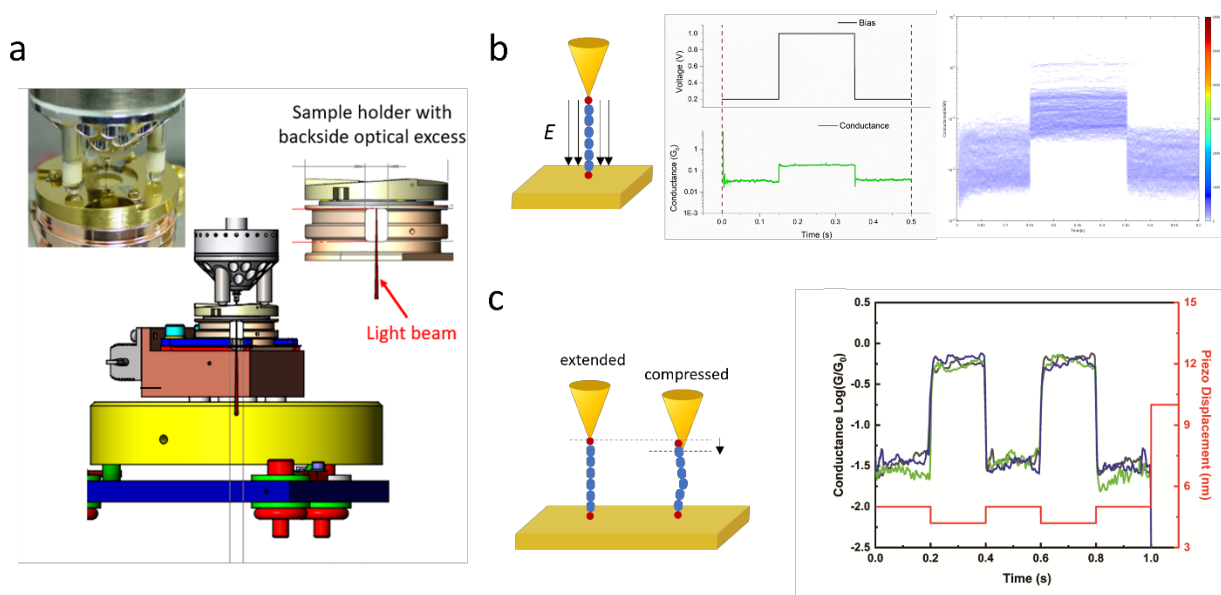 a
Sample holder with
backside optical excess
Light beam
b
E
Bias
Voltage (V)
1.0
0.8
0.6
0.4
0.2
Conductance
Conductance (G₀)
1
0.1
0.01
1E-3
0.0
0.1
0.2
0.3
0.4
0.5
Time (s)
c
extended
compressed
Conductance Log(G/G₀)
0.5
0.0
-0.5
-1.0
-1.5
-2.0
-2.5
0.0
0.2
0.4
0.6
0.8
1.0
Time (s)
15
12
9
6
3
Piezo Displacement (nm)